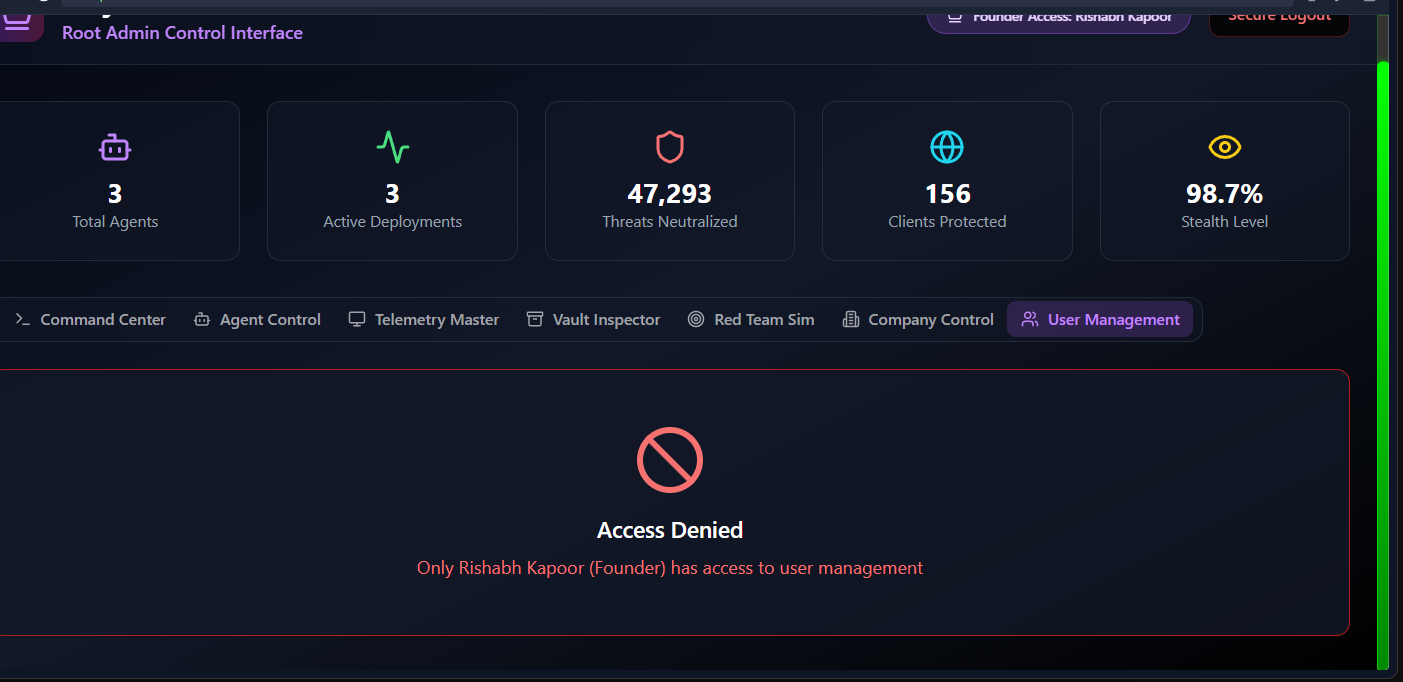 Root Admin Control Interface
Founder Access: Rishabh Kapoor
Secure Logout
3
Total Agents
3
Active Deployments
47,293
Threats Neutralized
156
Clients Protected
98.7%
Stealth Level
Command Center
Agent Control
Telemetry Master
Vault Inspector
Red Team Sim
Company Control
User Management
Access Denied
Only Rishabh Kapoor (Founder) has access to user management